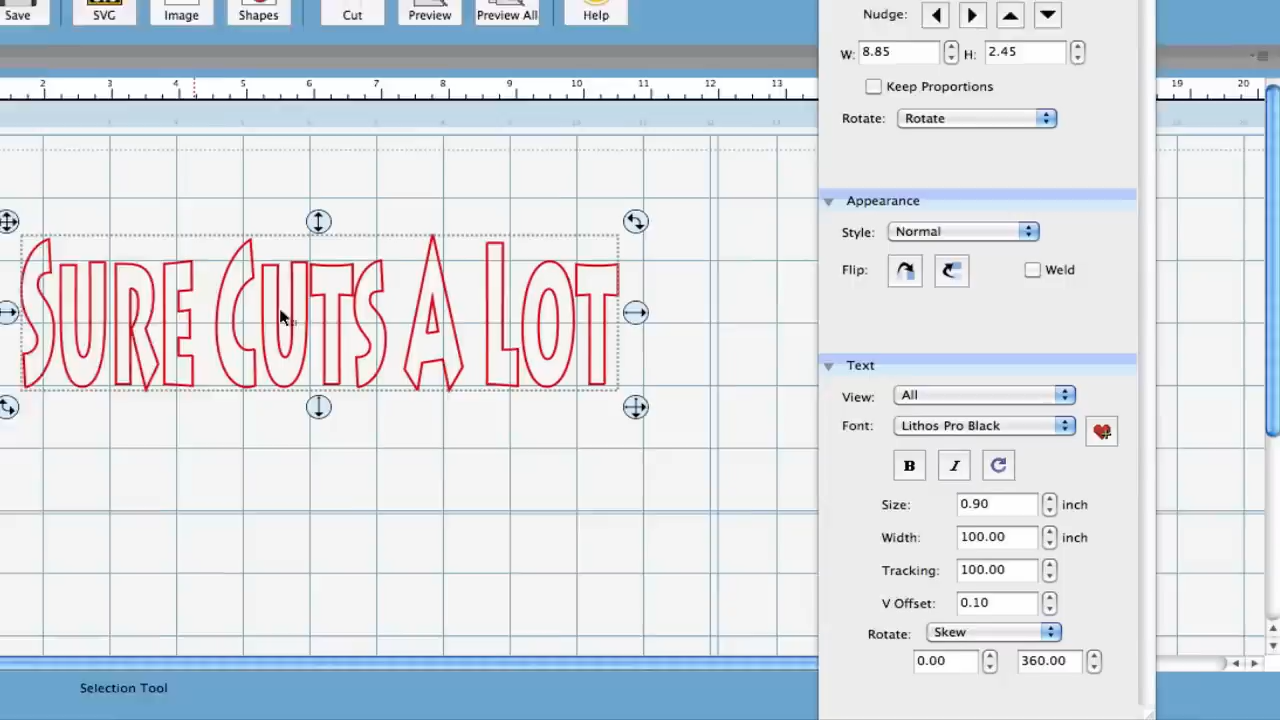 Save SVG Image Shapes Cut Preview Preview All Help
Nudge:
W: 8.85 H: 2.45
Keep Proportions
Rotate: Rotate
2 3 4 5 6 7 8 9 10 11 12 13 19 20
Appearance
Style: Normal
Flip: Weld
SURE CUTS A LOT
Text
View: All
Font: Lithos Pro Black
B I
Size: 0.90 inch
Width: 100.00 inch
Tracking: 100.00
V Offset: 0.10
Rotate: Skew
0.00 360.00
Selection Tool